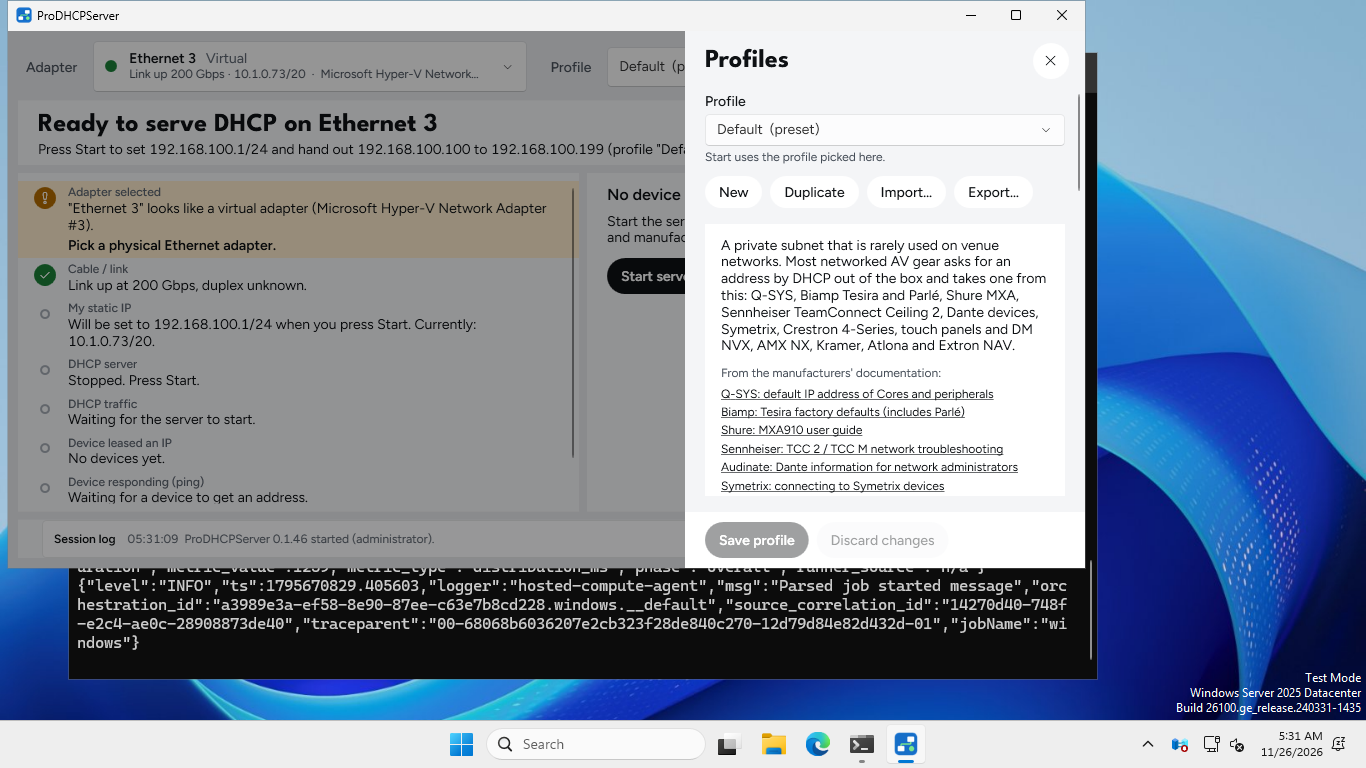 ProDHCPServer
Adapter
Ethernet 3 Virtual
Link up 200 Gbps · 10.1.0.73/20 · Microsoft Hyper-V Network...
Profile
Default (p
Ready to serve DHCP on Ethernet 3
Press Start to set 192.168.100.1/24 and hand out 192.168.100.100 to 192.168.100.199 (profile "Defa
Adapter selected
"Ethernet 3" looks like a virtual adapter (Microsoft Hyper-V Network Adapter
#3).
Pick a physical Ethernet adapter.
Cable / link
Link up at 200 Gbps, duplex unknown.
My static IP
Will be set to 192.168.100.1/24 when you press Start. Currently:
10.1.0.73/20.
DHCP server
Stopped. Press Start.
DHCP traffic
Waiting for the server to start.
Device leased an IP
No devices yet.
Device responding (ping)
Waiting for a device to get an address.
No device
Start the ser
and manufac
Start serve
Session log 05:31:09 ProDHCPServer 0.1.46 started (administrator).
Profiles
Profile
Default (preset)
Start uses the profile picked here.
New
Duplicate
Import...
Export...
A private subnet that is rarely used on venue
networks. Most networked AV gear asks for an
address by DHCP out of the box and takes one from
this: Q-SYS, Biamp Tesira and Parlé, Shure MXA,
Sennheiser TeamConnect Ceiling 2, Dante devices,
Symetrix, Crestron 4-Series, touch panels and DM
NVX, AMX NX, Kramer, Atlona and Extron NAV.
From the manufacturers' documentation:
Q-SYS: default IP address of Cores and peripherals
Biamp: Tesira factory defaults (includes Parlé)
Shure: MXA910 user guide
Sennheiser: TCC 2 / TCC M network troubleshooting
Audinate: Dante information for network administrators
Symetrix: connecting to Symetrix devices
Save profile
Discard changes
{"level":"INFO","ts":1795670829.405603,"logger":"hosted-compute-agent","msg":"Parsed job started message","orc
hestration_id":"a3989e3a-ef58-8e90-87ee-c63e7b8cd228.windows.__default","source_correlation_id":"14270d40-748f
-e2c4-ae0c-28908873de40","traceparent":"00-68068b6036207e2cb323f28de840c270-12d79d84e82d432d-01","jobName":"wi
ndows"}
Test Mode
Windows Server 2025 Datacenter
Build 26100.ge_release.240331-1435
Search
5:31 AM
11/26/2026